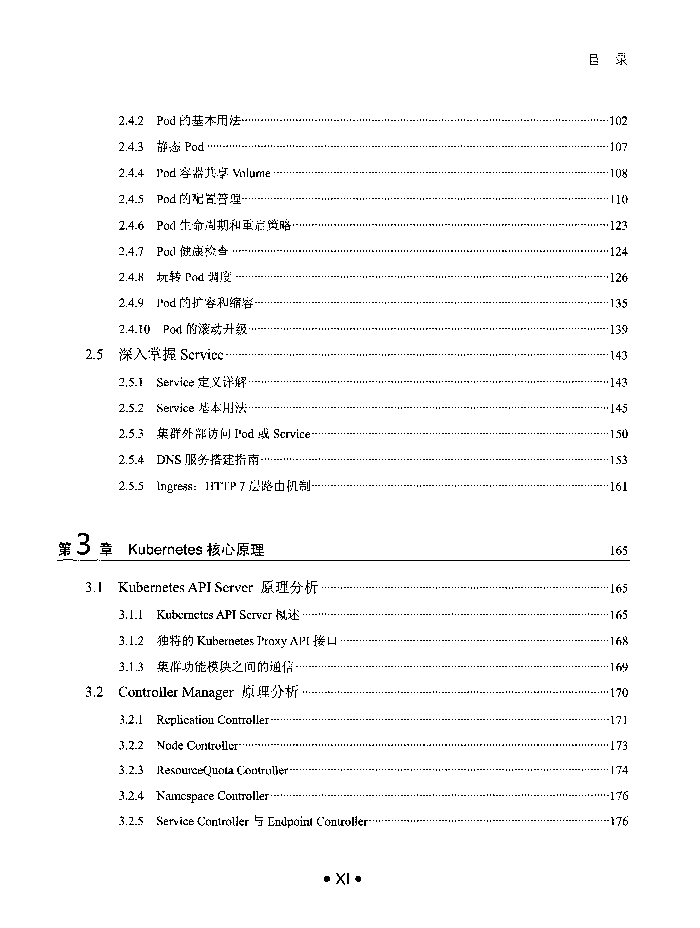 目 录
2.4.2 Pod 的基本用法 102
2.4.3 静态 Pod 107
2.4.4 Pod 容器共享 Volume 108
2.4.5 Pod 的配置管理 110
2.4.6 Pod 生命周期和重启策略 123
2.4.7 Pod 健康检查 124
2.4.8 玩转 Pod 调度 126
2.4.9 Pod 的扩容和缩容 135
2.4.10 Pod 的滚动升级 139
2.5 深入掌握 Service 143
2.5.1 Service 定义详解 143
2.5.2 Service 基本用法 145
2.5.3 集群外部访问 Pod 或 Service 150
2.5.4 DNS 服务搭建指南 153
2.5.5 Ingress：HTTP 7 层路由机制 161
第 3 章 Kubernetes 核心原理 165
3.1 Kubernetes API Server 原理分析 165
3.1.1 Kubernetes API Server 概述 165
3.1.2 独特的 Kubernetes Proxy API 接口 168
3.1.3 集群功能模块之间的通信 169
3.2 Controller Manager 原理分析 170
3.2.1 Replication Controller 171
3.2.2 Node Controller 173
3.2.3 ResourceQuota Controller 174
3.2.4 Namespace Controller 176
3.2.5 Service Controller 与 Endpoint Controller 176
• XI •